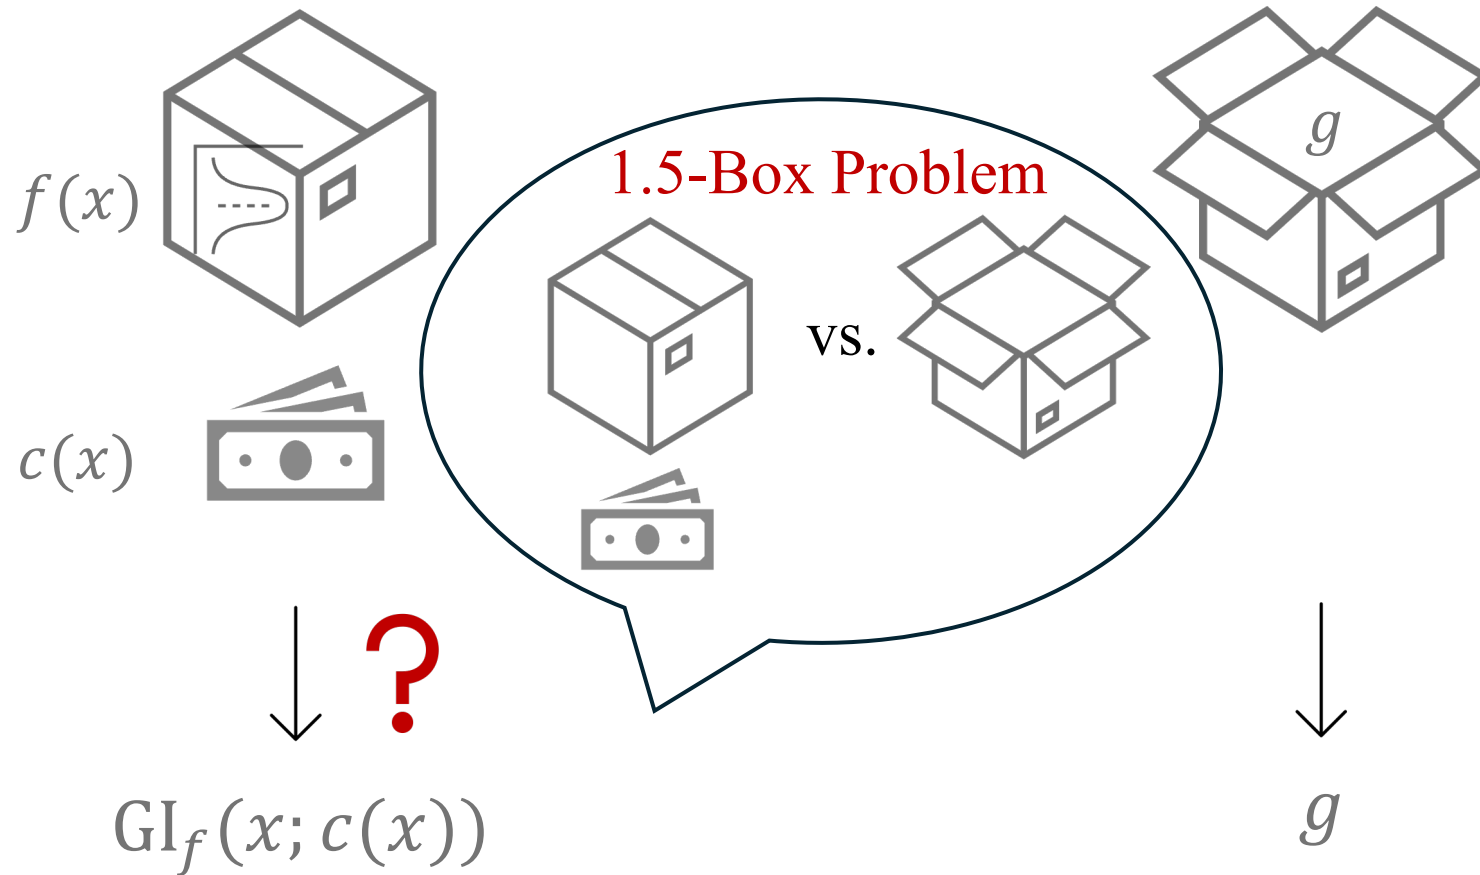 g
1.5-Box Problem
f(x)
vs.
c(x)
?
GI_f(x; c(x))
g